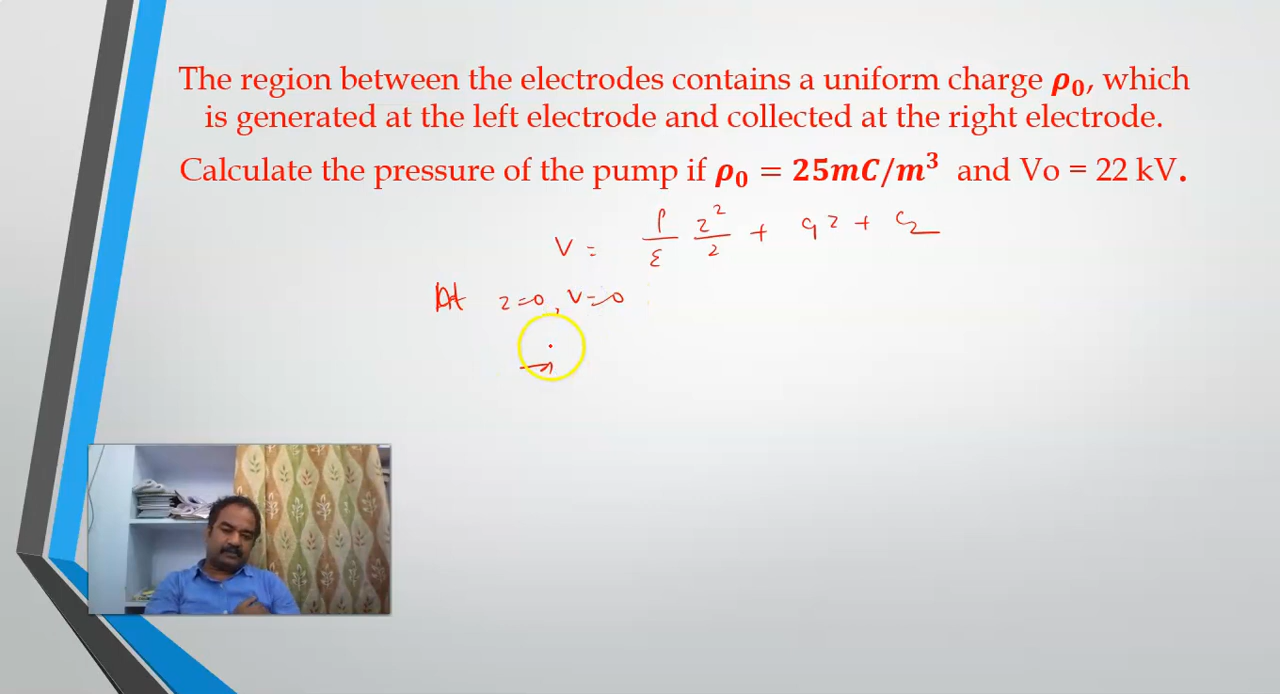 The region between the electrodes contains a uniform charge ρ₀, which
is generated at the left electrode and collected at the right electrode.
Calculate the pressure of the pump if ρ₀ = 25mC/m³ and Vo = 22 kV.
V = ρ/ε z²/2 + c₁z + c₂
At z=0, V=0
→